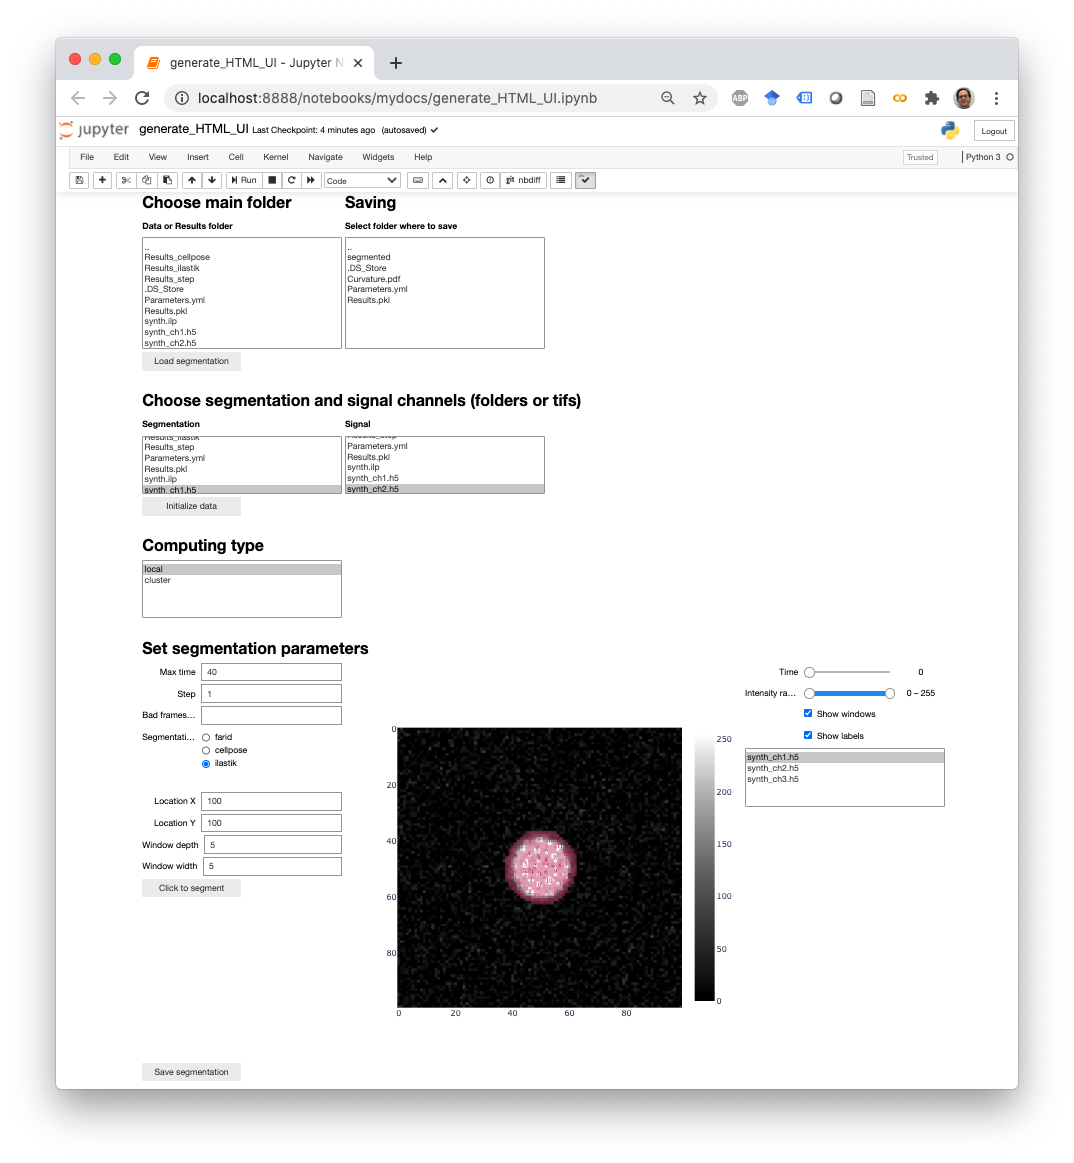 generate_HTML_UI - Jupyter N
localhost:8888/notebooks/mydocs/generate_HTML_UI.ipynb
ABP
jupyter generate_HTML_UI Last Checkpoint: 4 minutes ago (autosaved)
Logout
File Edit View Insert Cell Kernel Navigate Widgets Help
Trusted
Python 3
Run
Code
nbdiff
Choose main folder
Saving
Data or Results folder
Select folder where to save
..
Results_cellpose
Results_ilastik
Results_step
.DS_Store
Parameters.yml
Results.pkl
synth.ilp
synth_ch1.h5
synth_ch2.h5
..
segmented
.DS_Store
Curvature.pdf
Parameters.yml
Results.pkl
Load segmentation
Choose segmentation and signal channels (folders or tifs)
Segmentation
Signal
Results_ilastik
Results_step
Parameters.yml
Results.pkl
synth.ilp
synth_ch1.h5
Results_step
Parameters.yml
Results.pkl
synth.ilp
synth_ch1.h5
synth_ch2.h5
Initialize data
Computing type
local
cluster
Set segmentation parameters
Max time 40
Step 1
Bad frames...
Segmentati...
farid
cellpose
ilastik
Location X 100
Location Y 100
Window depth 5
Window width 5
Click to segment
0
20
40
60
80
0 20 40 60 80
250
200
150
100
50
0
Time 0
Intensity ra... 0 – 255
Show windows
Show labels
synth_ch1.h5
synth_ch2.h5
synth_ch3.h5
Save segmentation